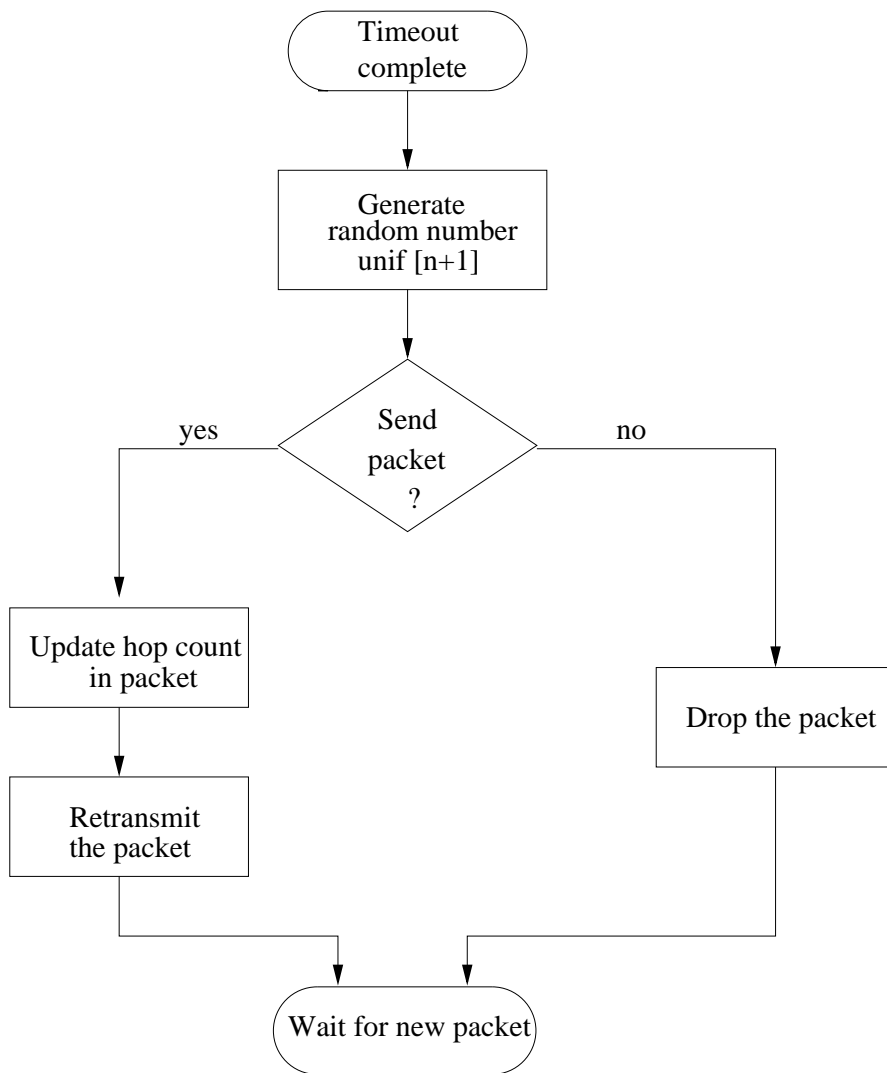 Timeout
complete
Generate
random number
unif [n+1]
Send
packet
?
yes
no
Update hop count
in packet
Drop the packet
Retransmit
the packet
Wait for new packet